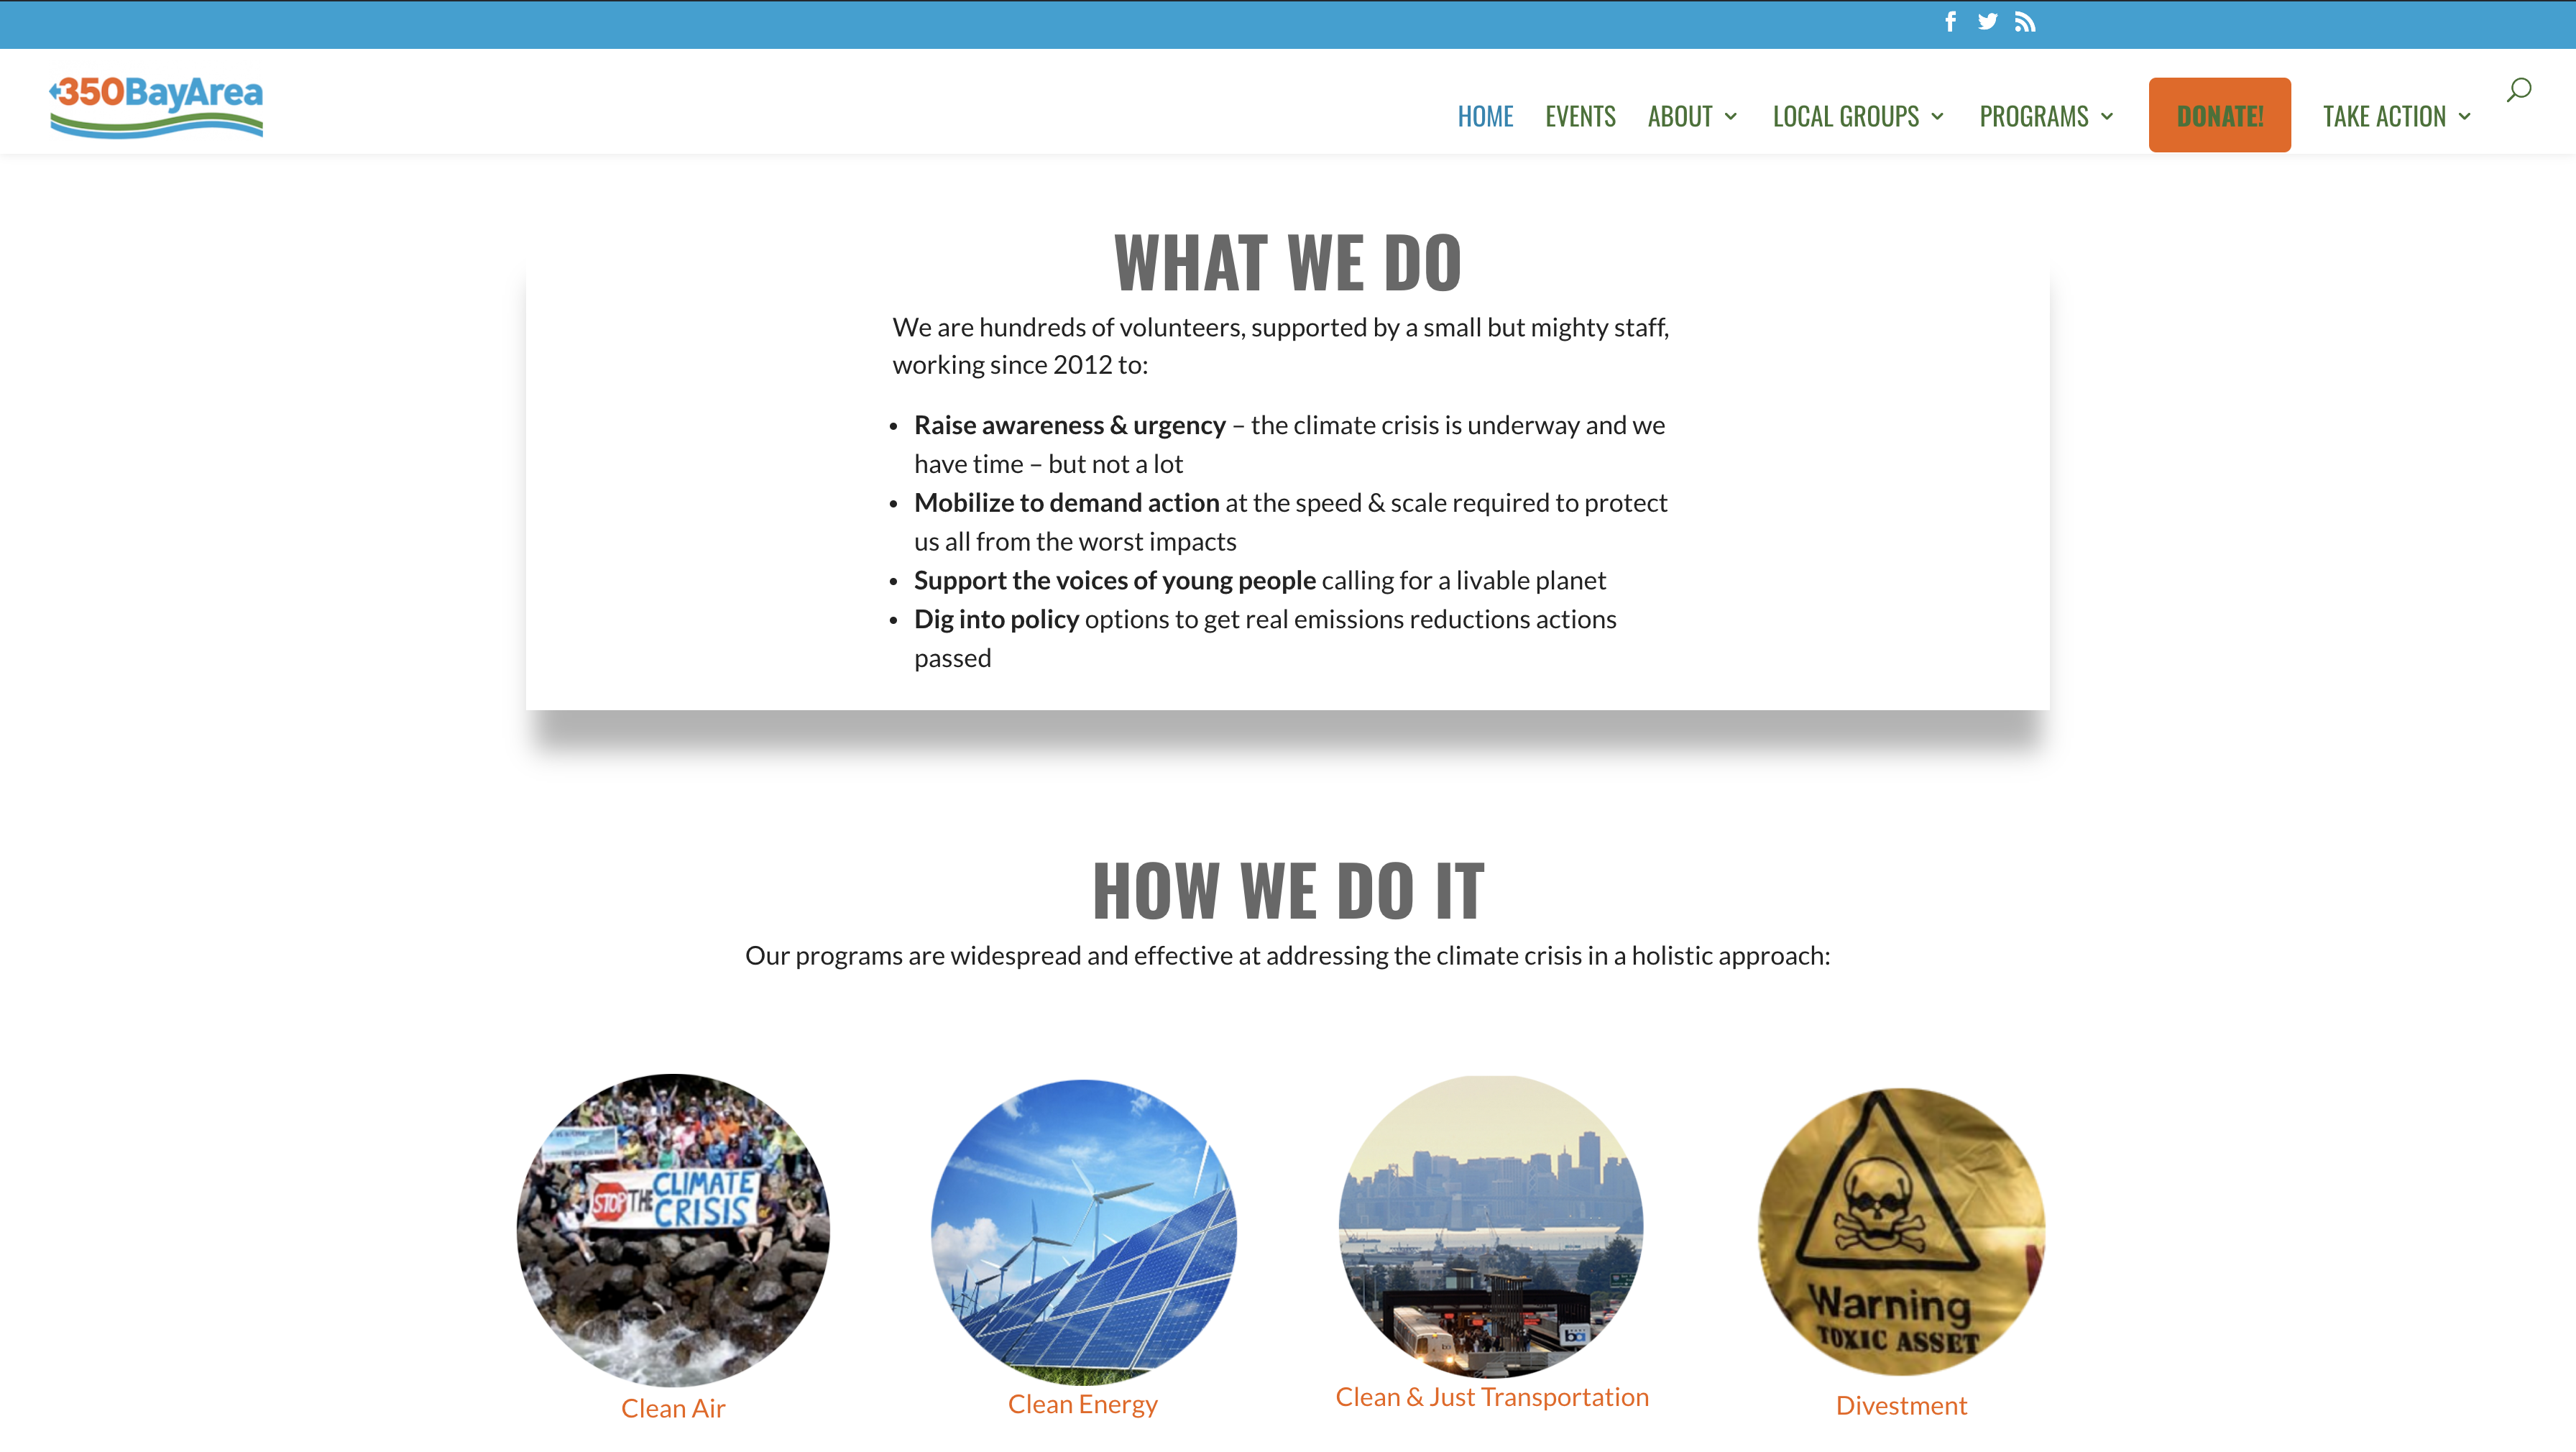 350BayArea
HOME EVENTS ABOUT LOCAL GROUPS PROGRAMS DONATE! TAKE ACTION
WHAT WE DO
We are hundreds of volunteers, supported by a small but mighty staff,
working since 2012 to:
• Raise awareness & urgency – the climate crisis is underway and we
have time – but not a lot
• Mobilize to demand action at the speed & scale required to protect
us all from the worst impacts
• Support the voices of young people calling for a livable planet
• Dig into policy options to get real emissions reductions actions
passed
HOW WE DO IT
Our programs are widespread and effective at addressing the climate crisis in a holistic approach:
STOP THE CLIMATE
CRISIS
ba
Warning
TOXIC ASSET
Clean Air
Clean Energy
Clean & Just Transportation
Divestment